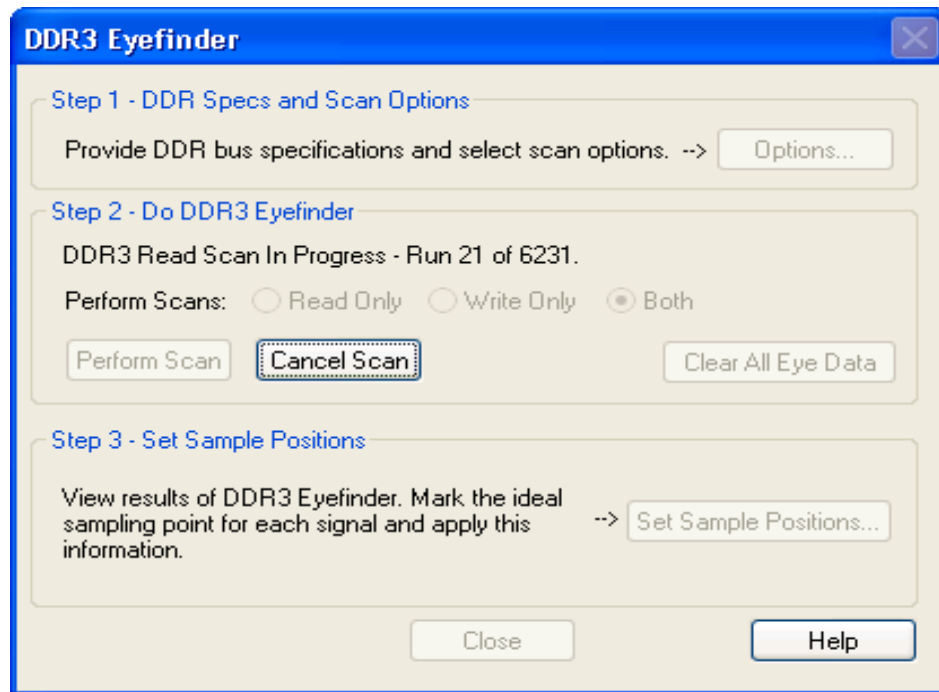 DDR3 Eyefinder
Step 1 - DDR Specs and Scan Options
Provide DDR bus specifications and select scan options. --> Options...
Step 2 - Do DDR3 Eyefinder
DDR3 Read Scan In Progress - Run 21 of 6231.
Perform Scans: Read Only Write Only Both
Perform Scan Cancel Scan Clear All Eye Data
Step 3 - Set Sample Positions
View results of DDR3 Eyefinder. Mark the ideal
sampling point for each signal and apply this
information.
--> Set Sample Positions...
Close Help